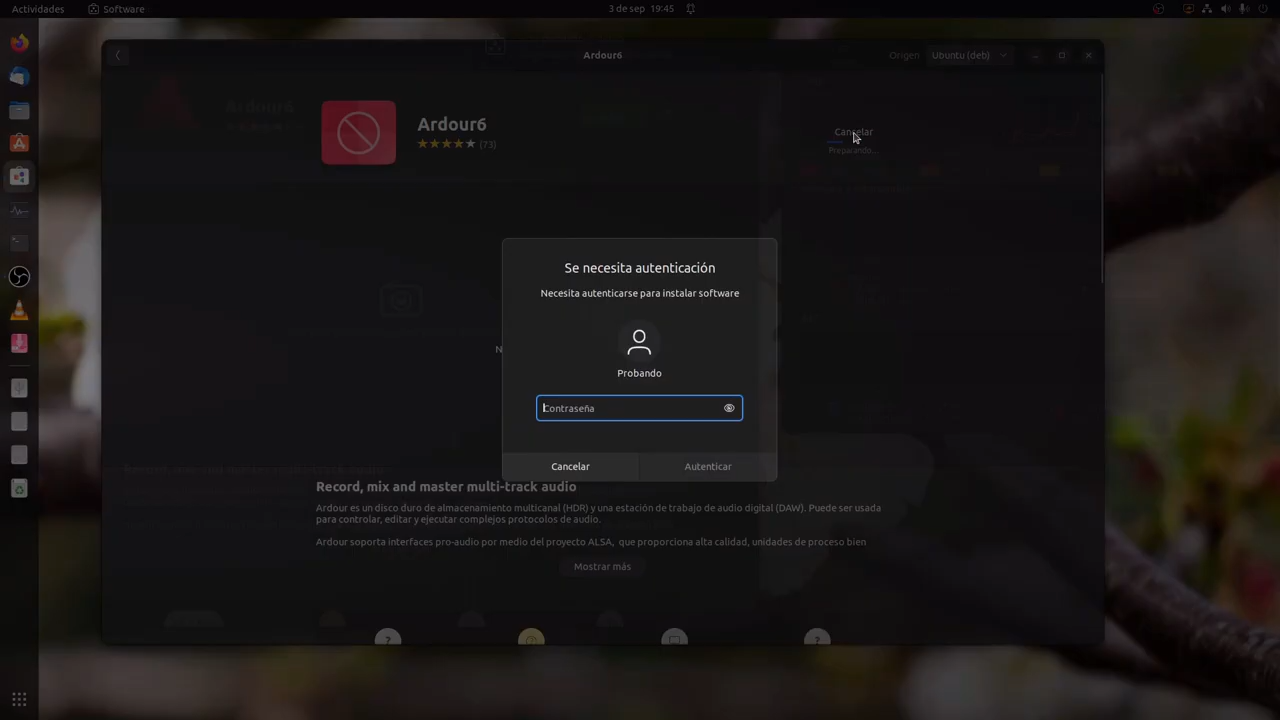 Actividades
Software
3 de sep 19:45
Ardour6
Origen
Ubuntu (deb)
Ardour6
(73)
Cancelar
Preparando...
Se necesita autenticación
Necesita autenticarse para instalar software
Probando
Contraseña
Cancelar
Autenticar
Record, mix and master multi-track audio
Ardour es un disco duro de almacenamiento multicanal (HDR) y una estación de trabajo de audio digital (DAW). Puede ser usada
para controlar, editar y ejecutar complejos protocolos de audio.
Ardour soporta interfaces pro-audio por medio del proyecto ALSA, que proporciona alta calidad, unidades de proceso bien
Mostrar más